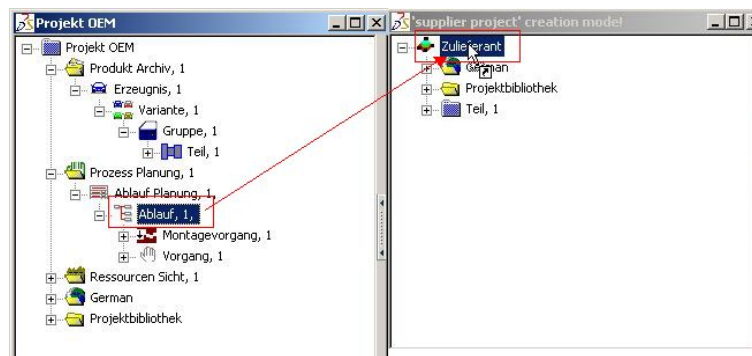 Projekt OEM
Projekt OEM
Produkt Archiv, 1
Erzeugnis, 1
Variante, 1
Gruppe, 1
Teil, 1
Prozess Planung, 1
Ablauf Planung, 1,
Ablauf, 1,
Montagevorgang, 1
Vorgang, 1
Ressourcen Sicht, 1
German
Projektbibliothek
'supplier project' creation mode!
Zulieferant
German
Projektbibliothek
Teil, 1